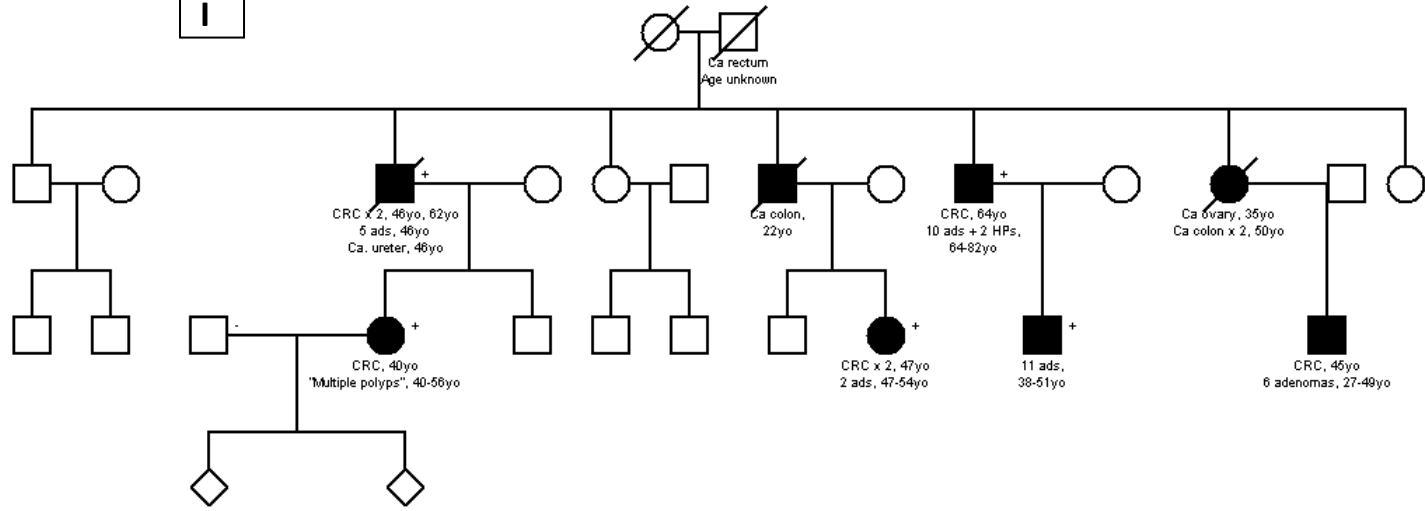 I
Ca rectum
Age unknown
+
+
CRC x 2, 46yo, 62yo
5 ads, 46yo
Ca. ureter, 46yo
Ca colon,
22yo
CRC, 64yo
10 ads + 2 HPs,
64-82yo
Ca ovary, 35yo
Ca colon x 2, 50yo
-
+
+
+
CRC, 40yo
"Multiple polyps", 40-56yo
CRC x 2, 47yo
2 ads, 47-54yo
11 ads,
38-51yo
CRC, 45yo
6 adenomas, 27-49yo